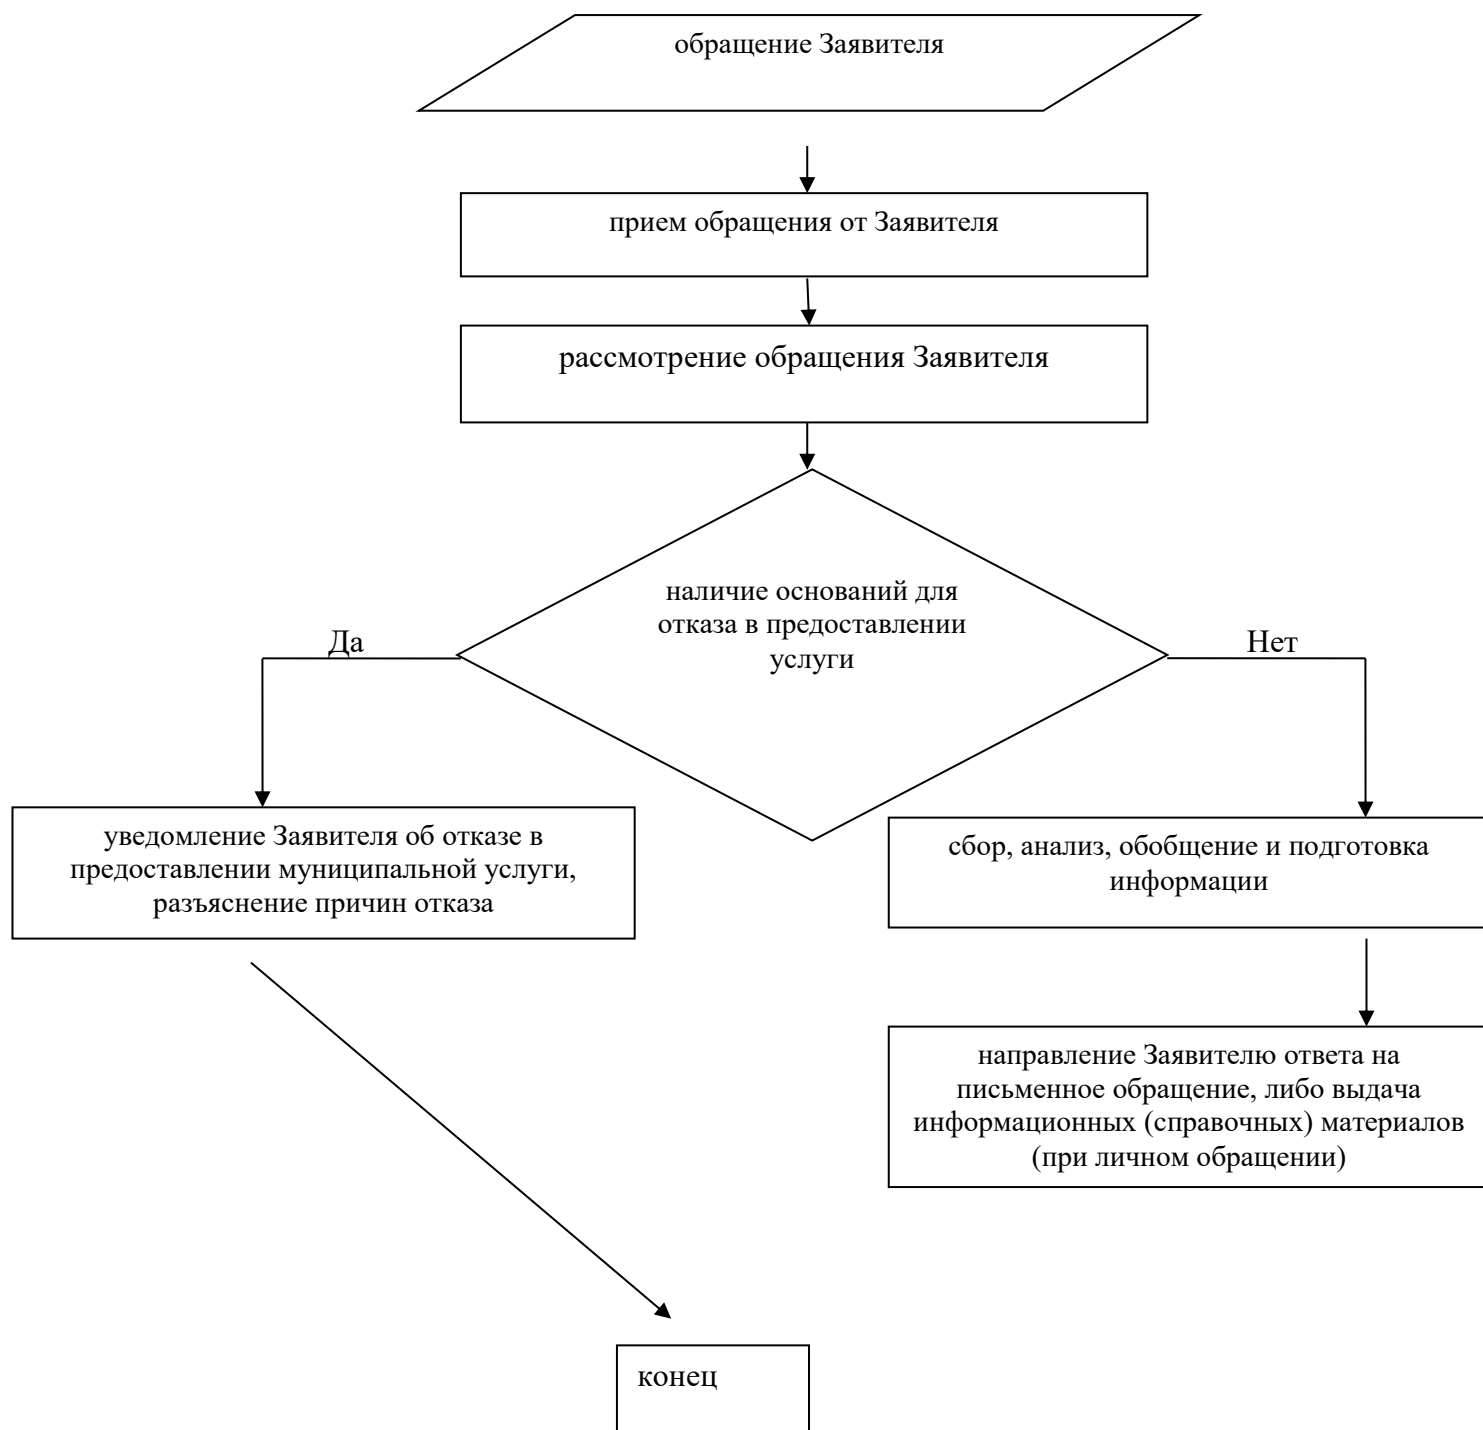 обращение Заявителя
прием обращения от Заявителя
рассмотрение обращения Заявителя
наличие оснований для
отказа в предоставлении
услуги
Да
Нет
уведомление Заявителя об отказе в
предоставлении муниципальной услуги,
разъяснение причин отказа
сбор, анализ, обобщение и подготовка
информации
направление Заявителю ответа на
письменное обращение, либо выдача
информационных (справочных) материалов
(при личном обращении)
конец